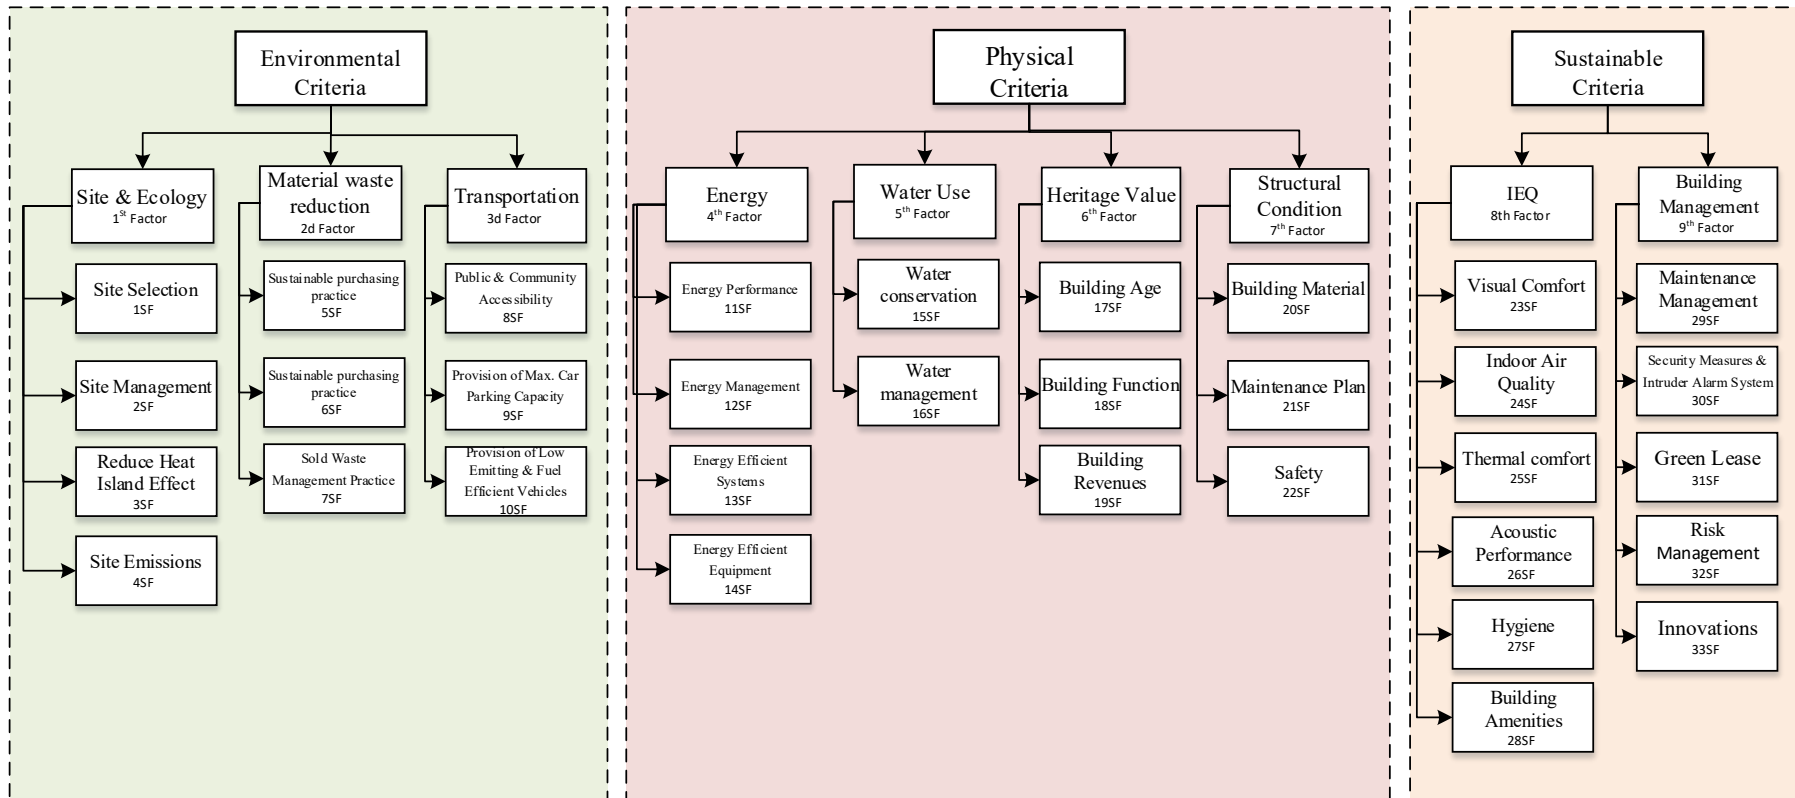 Environmental
Criteria
Site & Ecology
1St Factor
Site Selection
1SF
Site Management
2SF
Reduce Heat
Island Effect
3SF
Site Emissions
4SF
Material waste
reduction
2d Factor
Sustainable purchasing
practice
5SF
Sustainable purchasing
practice
6SF
Sold Waste
Management Practice
7SF
Transportation
3d Factor
Public & Community
Accessibility
8SF
Provision of Max. Car
Parking Capacity
9SF
Provision of Low
Emitting & Fuel
Efficient Vehicles
10SF
Physical
Criteria
Energy
4th Factor
Energy Performance
11SF
Energy Management
12SF
Energy Efficient
Systems
13SF
Energy Efficient
Equipment
14SF
Water Use
5th Factor
Water
conservation
15SF
Water
management
16SF
Heritage Value
6th Factor
Building Age
17SF
Building Function
18SF
Building
Revenues
19SF
Structural
Condition
7th Factor
Building Material
20SF
Maintenance Plan
21SF
Safety
22SF
Sustainable
Criteria
IEQ
8th Factor
Visual Comfort
23SF
Indoor Air
Quality
24SF
Thermal comfort
25SF
Acoustic
Performance
26SF
Hygiene
27SF
Building
Amenities
28SF
Building
Management
9th Factor
Maintenance
Management
29SF
Security Measures &
Intruder Alarm System
30SF
Green Lease
31SF
Risk
Management
32SF
Innovations
33SF